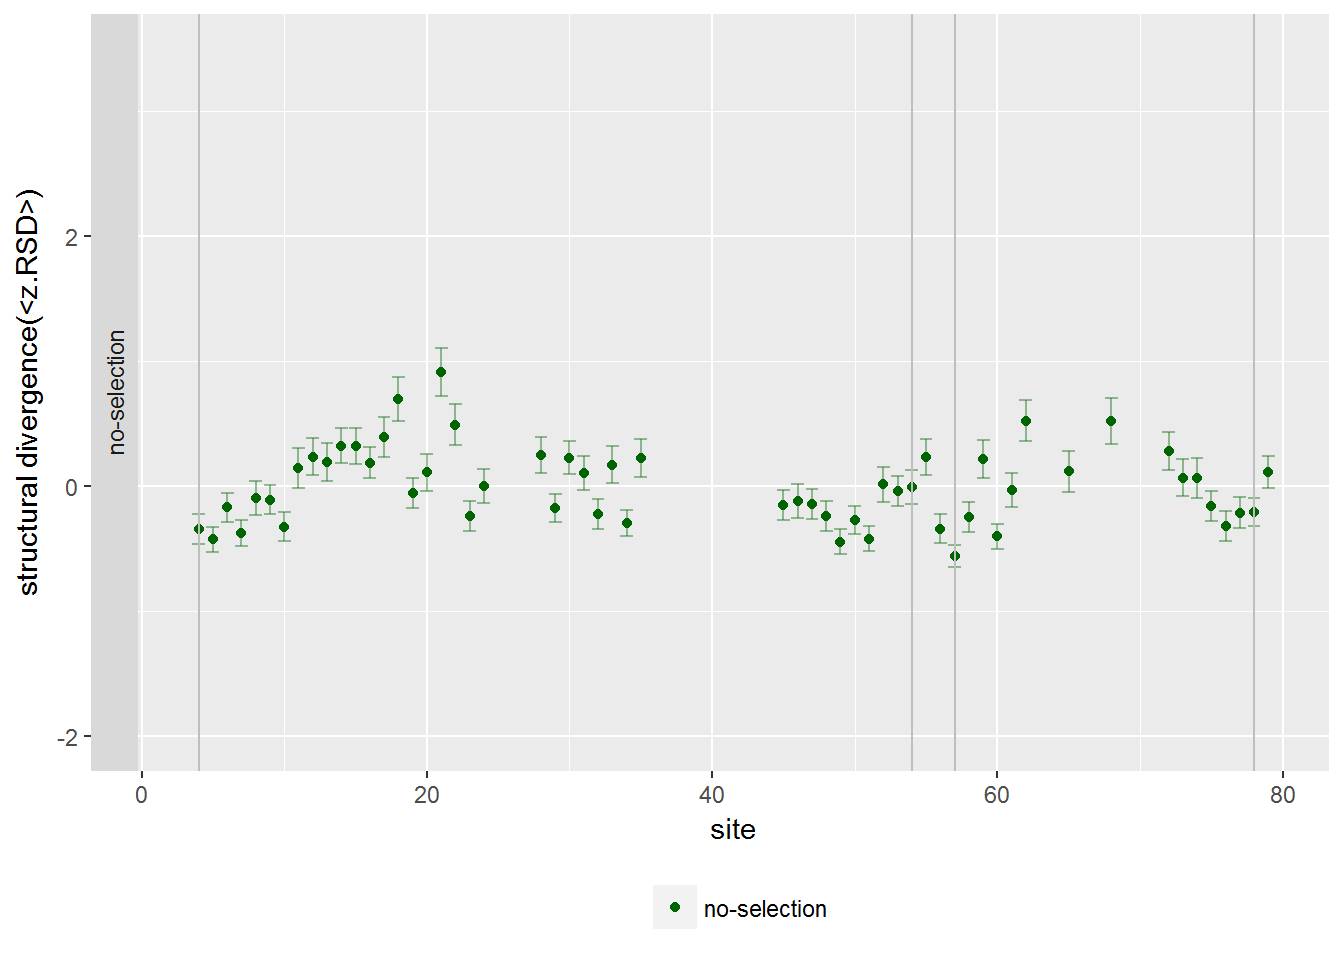 structural divergence(<z.RSD>)
no-selection
2
0
-2
0 20 40 60 80
site
no-selection